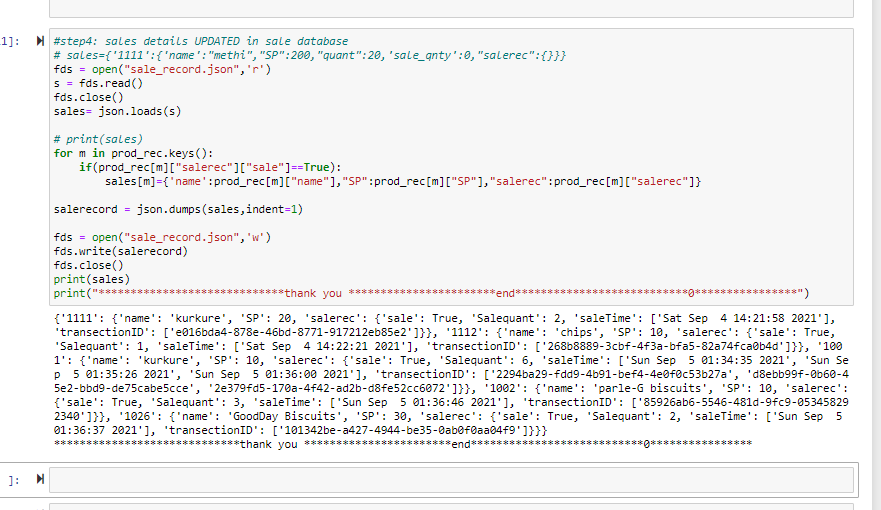 1]:
#step4: sales details UPDATED in sale database
# sales={'1111':{'name':"methi","SP":200,"quant":20,'sale_qnty':0,"salerec":{}}}
fds = open("sale_record.json",'r')
s = fds.read()
fds.close()
sales= json.loads(s)
# print(sales)
for m in prod_rec.keys():
if(prod_rec[m]["salerec"]["sale"]==True):
sales[m]={'name':prod_rec[m]["name"],"SP":prod_rec[m]["SP"],"salerec":prod_rec[m]["salerec"]}
salerecord = json.dumps(sales,indent=1)
fds = open("sale_record.json",'w')
fds.write(salerecord)
fds.close()
print(sales)
print("*****************************thank you ***********************end***************************0****************")
{'1111': {'name': 'kurkure', 'SP': 20, 'salerec': {'sale': True, 'Salequant': 2, 'saleTime': ['Sat Sep  4 14:21:58 2021'],
'transectionID': ['e016bda4-878e-46bd-8771-917212eb85e2']}}, '1112': {'name': 'chips', 'SP': 10, 'salerec': {'sale': True,
'Salequant': 1, 'saleTime': ['Sat Sep  4 14:22:21 2021'], 'transectionID': ['268b8889-3cbf-4f3a-bfa5-82a74fca0b4d']}}, '100
1': {'name': 'kurkure', 'SP': 10, 'salerec': {'sale': True, 'Salequant': 6, 'saleTime': ['Sun Sep  5 01:34:35 2021', 'Sun Se
p  5 01:35:26 2021', 'Sun Sep  5 01:36:00 2021'], 'transectionID': ['2294ba29-fdd9-4b91-bef4-4e0f0c53b27a', 'd8ebb99f-0b60-4
5e2-bbd9-de75cabe5cce', '2e379fd5-170a-4f42-ad2b-d8fe52cc6072']}}, '1002': {'name': 'parle-G biscuits', 'SP': 10, 'salerec':
{'sale': True, 'Salequant': 3, 'saleTime': ['Sun Sep  5 01:36:46 2021'], 'transectionID': ['85926ab6-5546-481d-9fc9-05345829
2340']}}, '1026': {'name': 'GoodDay Biscuits', 'SP': 30, 'salerec': {'sale': True, 'Salequant': 2, 'saleTime': ['Sun Sep  5
01:36:37 2021'], 'transectionID': ['101342be-a427-4944-be35-0ab0f0aa04f9']}}}
*****************************thank you ***********************end***************************0****************
]: